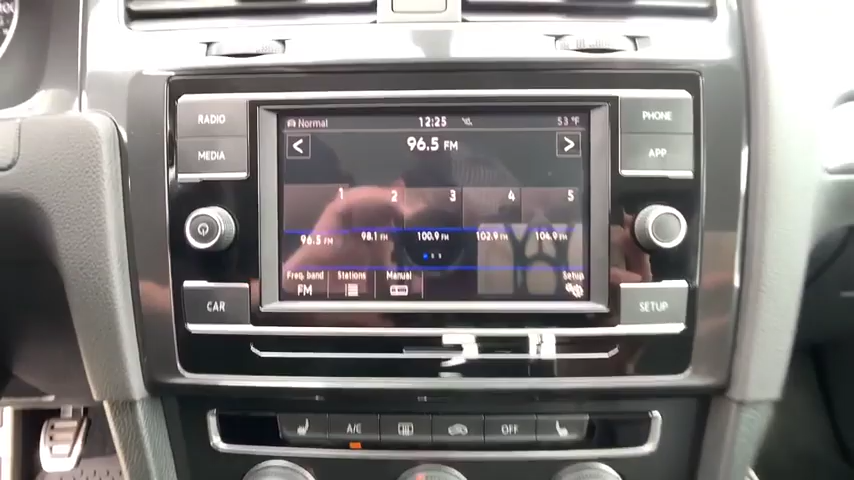 RADIO
MEDIA
CAR
Normal
12:25
53 °F
96.5 FM
<
>
1
2
3
4
5
96.5 FM
98.1 FM
100.9 FM
102.9 FM
104.9 FM
Freq. band
FM
Stations
Manual
Setup
PHONE
APP
SETUP
A/C
OFF